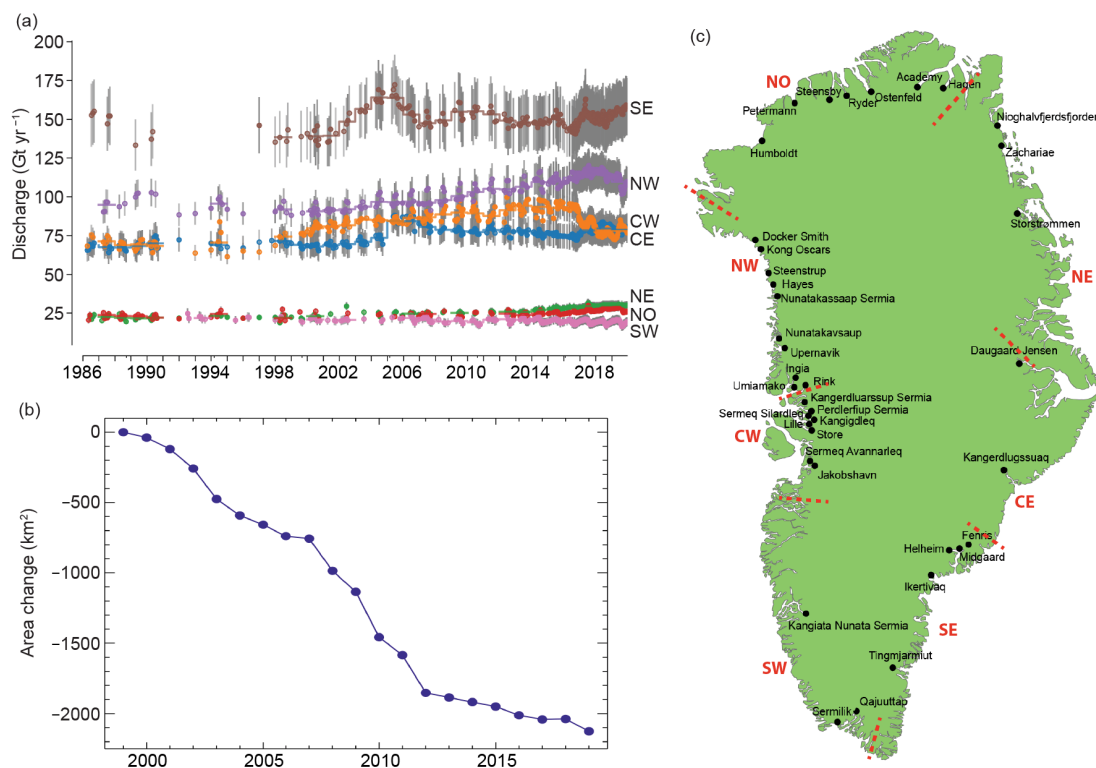 (a)
200
175
150
125
100
75
50
25
Discharge (Gt yr⁻¹)
SE
NW
CW
CE
NE
NO
SW
1986
1990
1994
1998
2002
2006
2010
2014
2018
(b)
0
−500
−1000
−1500
−2000
Area change (km²)
2000
2005
2010
2015
(c)
NO
Academy
Steensby
Hagen
Ostenfeld
Ryder
Petermann
Nioghalvfjerdsfjorden
Humboldt
Zachariae
Storstrømmen
Docker Smith
Kong Oscars
NW
Steenstrup
NE
Hayes
Nunatakassaap Sermia
Nunatakavsaup
Upernavik
Daugaard-Jensen
Ingia
Umiamako
Rink
Kangerdluarssup Sermia
Perdlerfiup Sermia
Sermeq Silardleq
Kangigdleq
Lille
CW
Store
Sermeq Avannarleq
Jakobshavn
Kangerdlugssuaq
CE
Fenris
Helheim
Midgaard
Ikertivaq
Kangiata Nunata Sermia
SE
Tingmjarmiut
SW
Qajuuttap
Sermilik